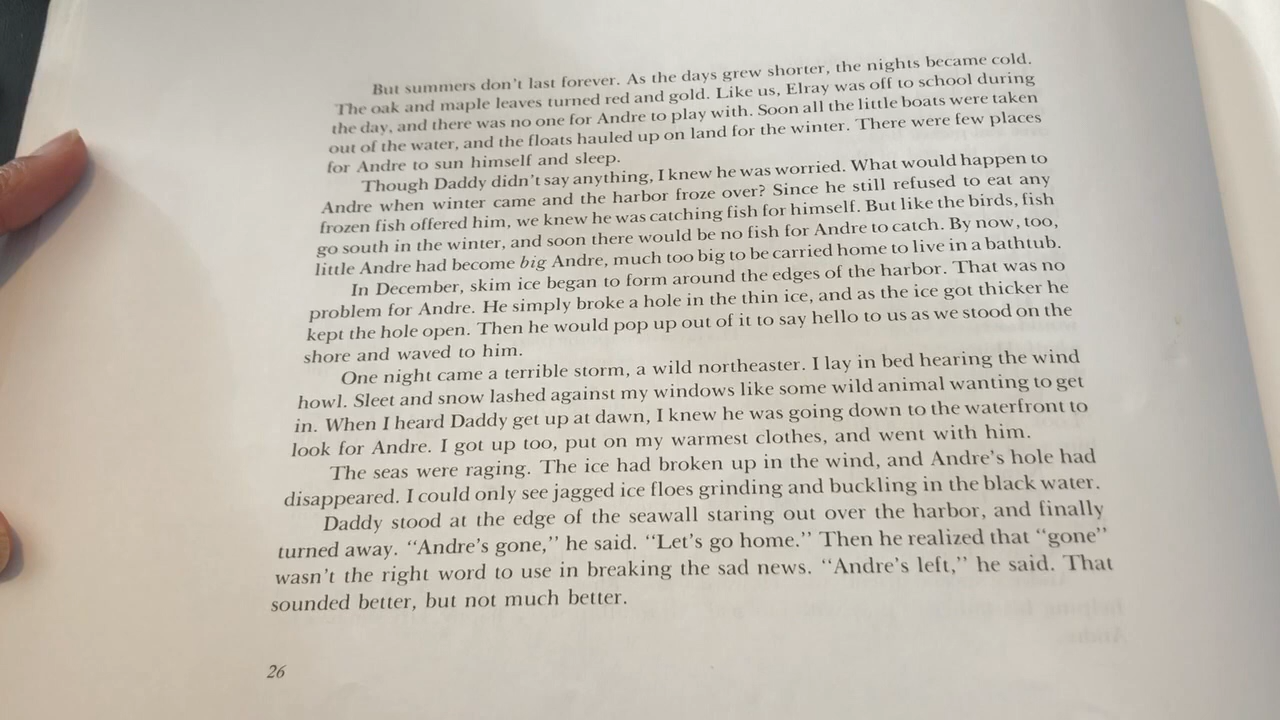 But summers don't last forever. As the days grew shorter, the nights became cold.
The oak and maple leaves turned red and gold. Like us, Elray was off to school during
the day, and there was no one for Andre to play with. Soon all the little boats were taken
out of the water, and the floats hauled up on land for the winter. There were few places
for Andre to sun himself and sleep.
Though Daddy didn't say anything, I knew he was worried. What would happen to
Andre when winter came and the harbor froze over? Since he still refused to eat any
frozen fish offered him, we knew he was catching fish for himself. But like the birds, fish
go south in the winter, and soon there would be no fish for Andre to catch. By now, too,
little Andre had become big Andre, much too big to be carried home to live in a bathtub.
In December, skim ice began to form around the edges of the harbor. That was no
problem for Andre. He simply broke a hole in the thin ice, and as the ice got thicker he
kept the hole open. Then he would pop up out of it to say hello to us as we stood on the
shore and waved to him.
One night came a terrible storm, a wild northeaster. I lay in bed hearing the wind
howl. Sleet and snow lashed against my windows like some wild animal wanting to get
in. When I heard Daddy get up at dawn, I knew he was going down to the waterfront to
look for Andre. I got up too, put on my warmest clothes, and went with him.
The seas were raging. The ice had broken up in the wind, and Andre's hole had
disappeared. I could only see jagged ice floes grinding and buckling in the black water.
Daddy stood at the edge of the seawall staring out over the harbor, and finally
turned away. "Andre's gone," he said. "Let's go home." Then he realized that "gone"
wasn't the right word to use in breaking the sad news. "Andre's left," he said. That
sounded better, but not much better.
26